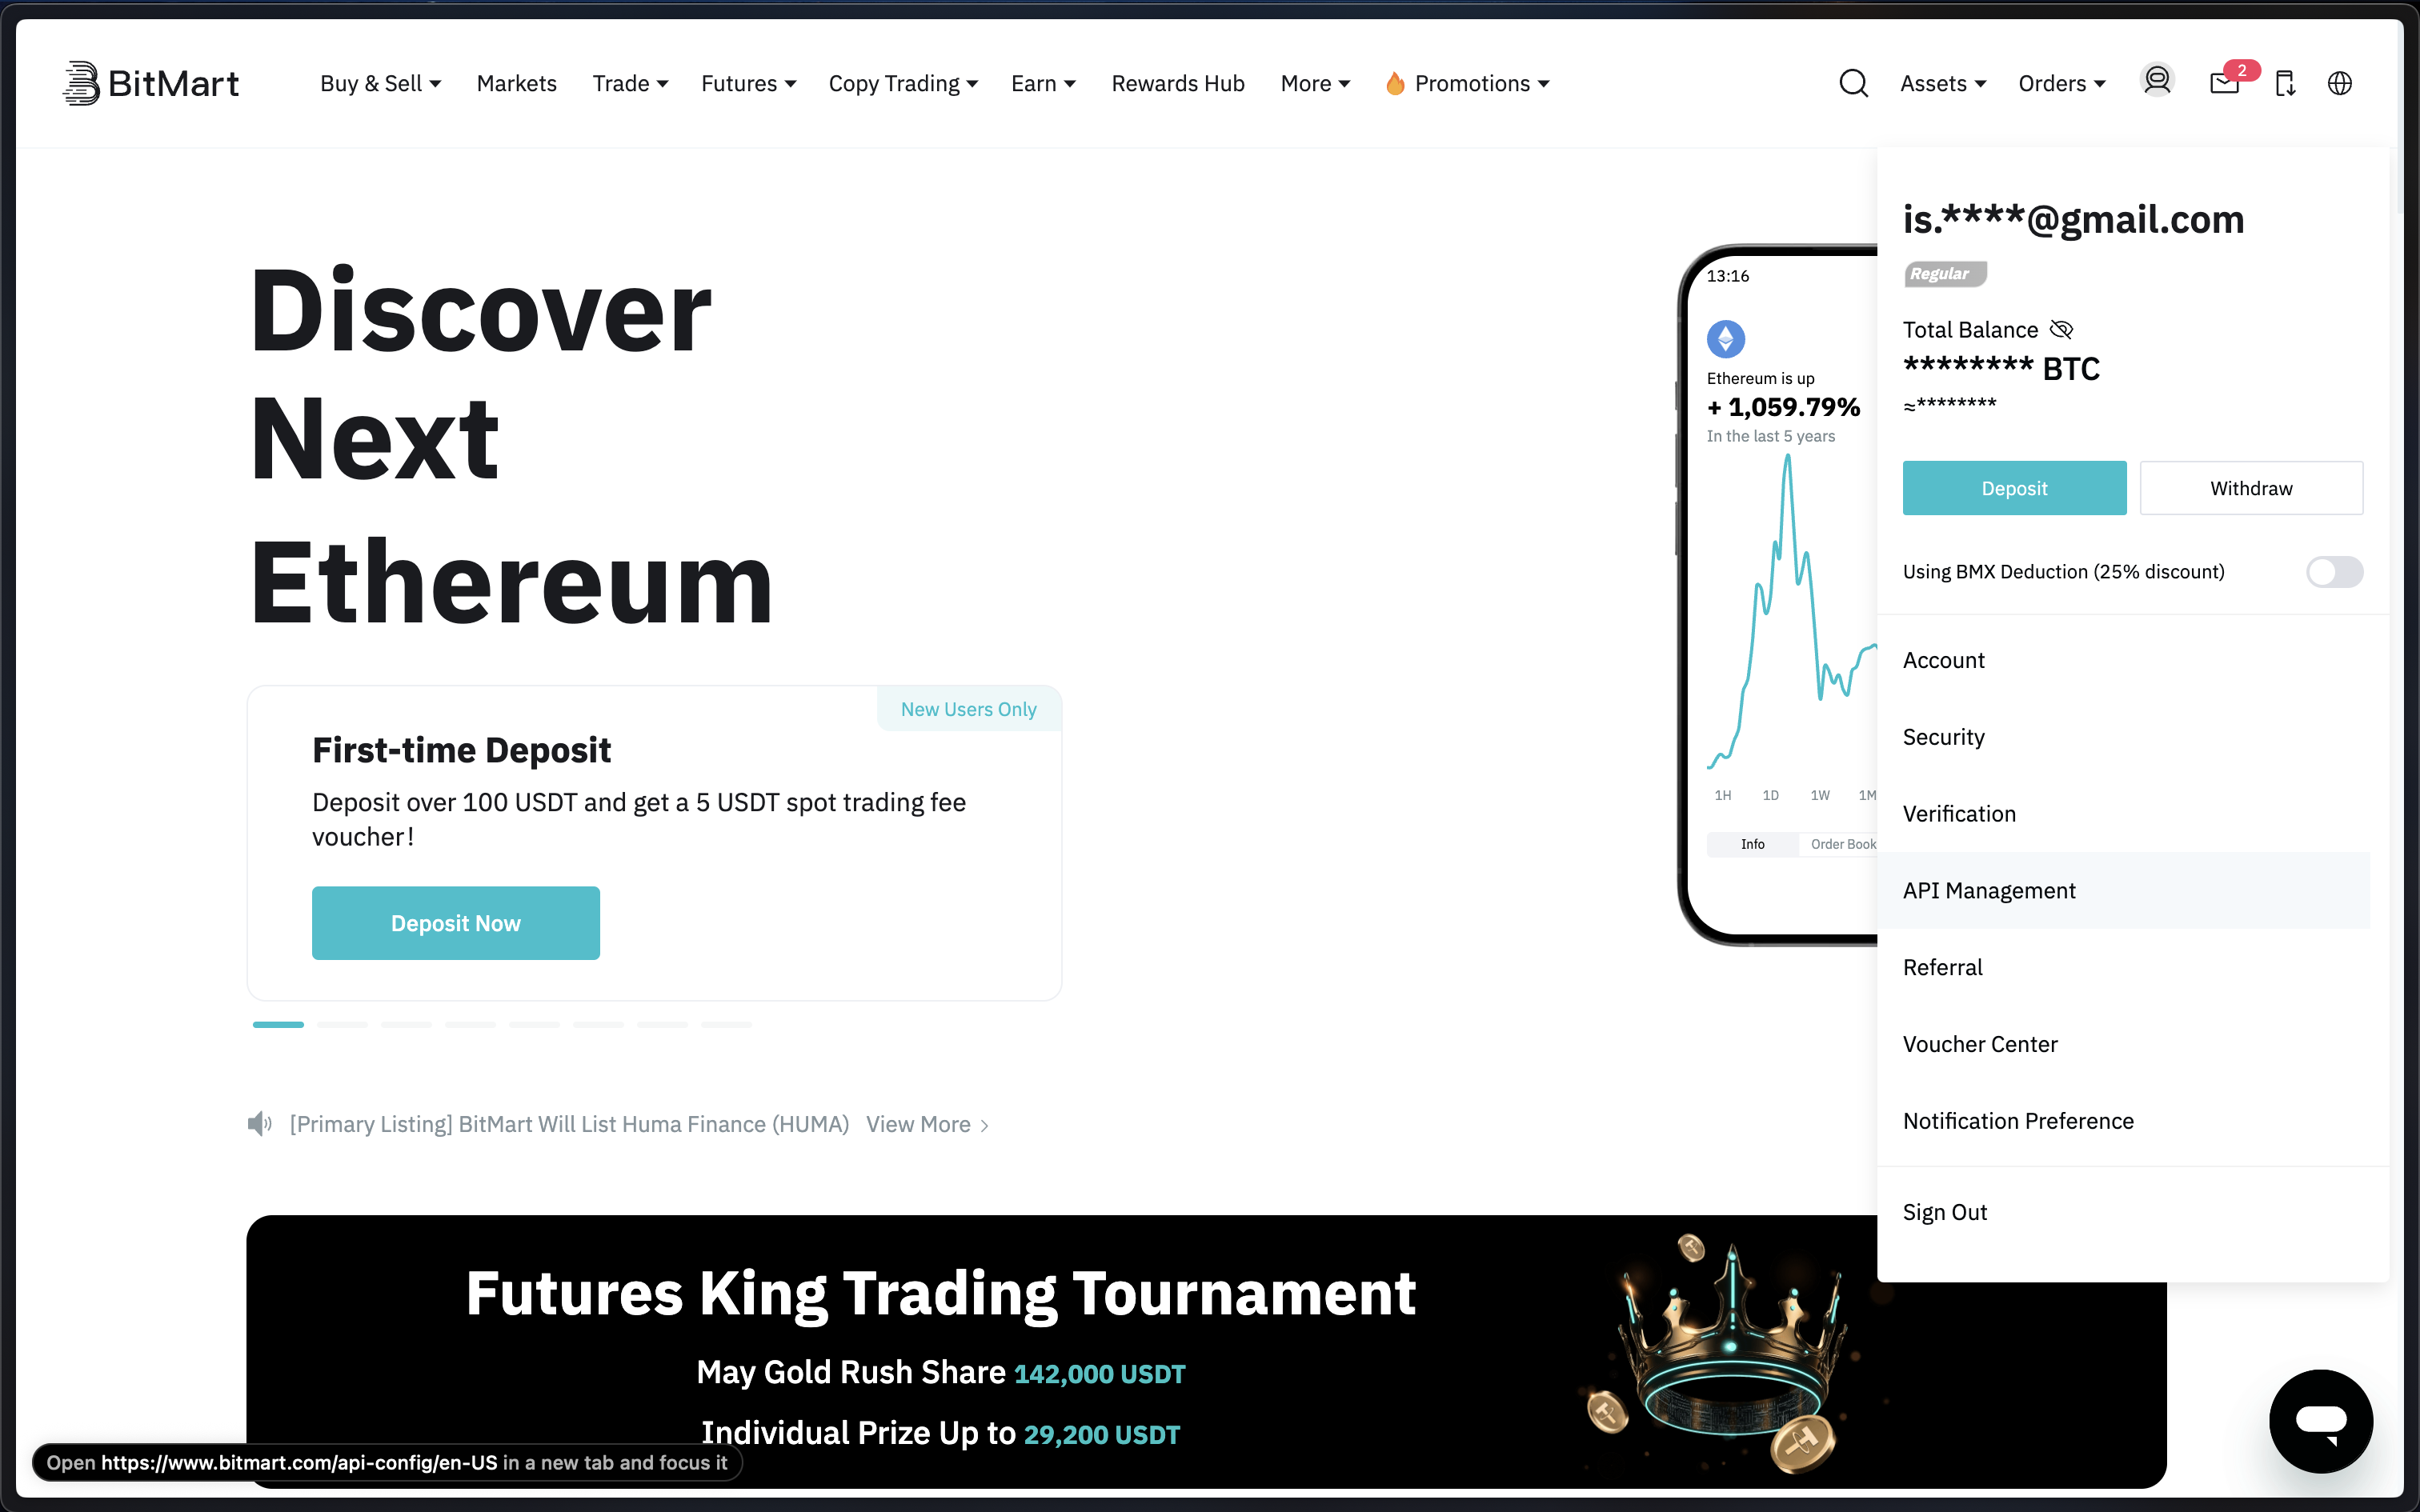 BitMart
Buy & Sell
Markets
Trade
Futures
Copy Trading
Earn
Rewards Hub
More
Promotions
Assets
Orders
2
Discover
Next
Ethereum
New Users Only
First-time Deposit
Deposit over 100 USDT and get a 5 USDT spot trading fee
voucher!
Deposit Now
[Primary Listing] BitMart Will List Huma Finance (HUMA)
View More
13:16
Ethereum is up
+ 1,059.79%
In the last 5 years
1H
1D
1W
1M
Info
Order Book
is.****@gmail.com
Regular
Total Balance
******** BTC
≈********
Deposit
Withdraw
Using BMX Deduction (25% discount)
Account
Security
Verification
API Management
Referral
Voucher Center
Notification Preference
Sign Out
Futures King Trading Tournament
May Gold Rush Share 142,000 USDT
Individual Prize Up to 29,200 USDT
Open https://www.bitmart.com/api-config/en-US in a new tab and focus it